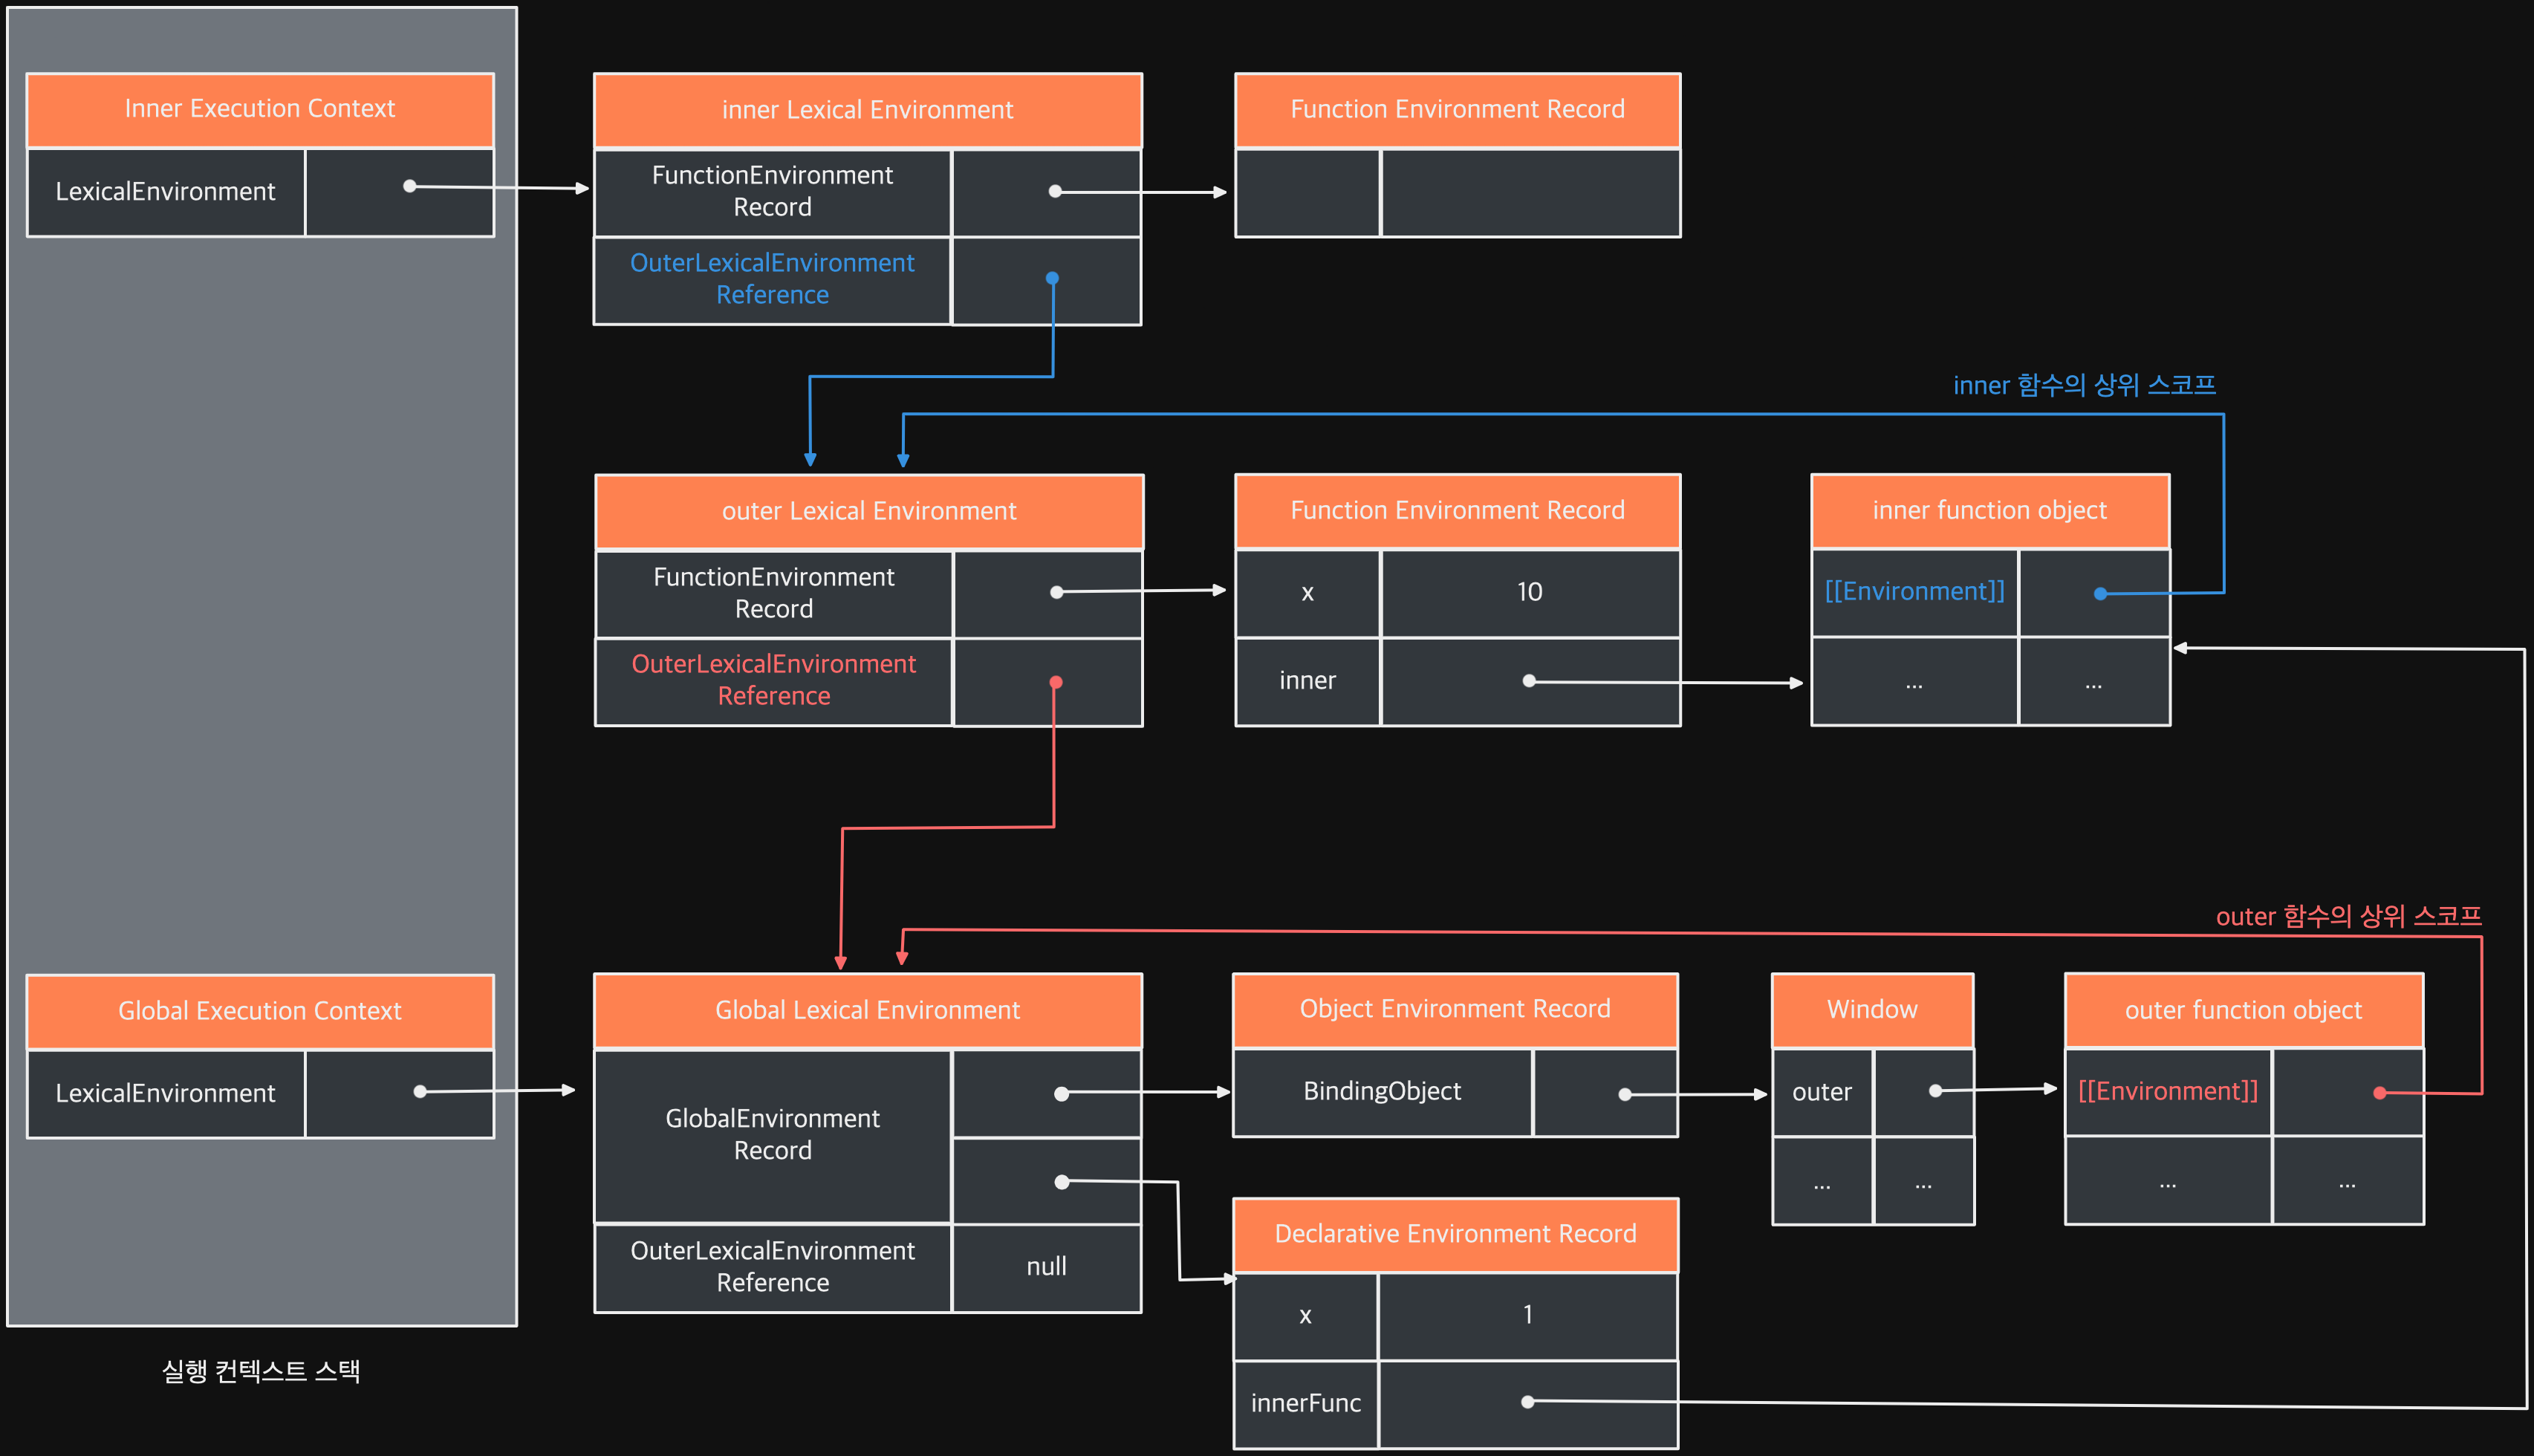 Inner Execution Context
LexicalEnvironment
inner Lexical Environment
FunctionEnvironment
Record
OuterLexicalEnvironment
Reference
Function Environment Record
inner 함수의 상위 스코프
outer Lexical Environment
FunctionEnvironment
Record
OuterLexicalEnvironment
Reference
Function Environment Record
x
10
inner
inner function object
[[Environment]]
...
...
outer 함수의 상위 스코프
Global Execution Context
LexicalEnvironment
Global Lexical Environment
GlobalEnvironment
Record
OuterLexicalEnvironment
Reference
null
Object Environment Record
BindingObject
Window
outer
...
...
outer function object
[[Environment]]
...
...
Declarative Environment Record
x
1
innerFunc
실행 컨텍스트 스택